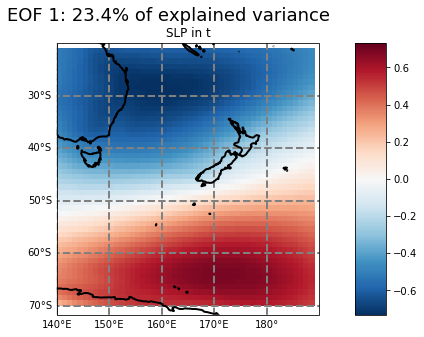 EOF 1: 23.4% of explained variance
SLP in t
30°S
40°S
50°S
60°S
70°S
140°E
150°E
160°E
170°E
180°
0.6
0.4
0.2
0.0
−0.2
−0.4
−0.6